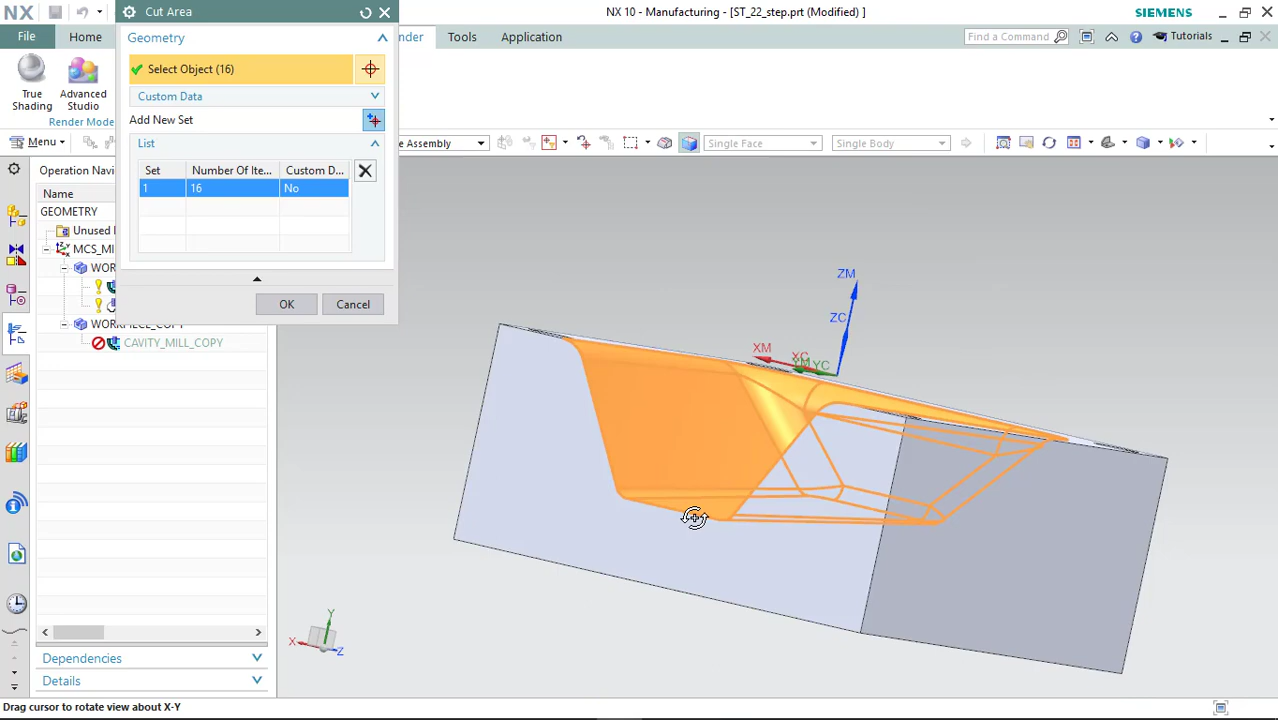 NX
Cut Area
NX 10 - Manufacturing - [ST_22_step.prt (Modified) ]
SIEMENS
File
Home
nder
Tools
Application
Find a Command
Tutorials
Geometry
Select Object (16)
Custom Data
Add New Set
List
Set
Number Of Ite...
Custom D...
1
16
No
OK
Cancel
True
Shading
Advanced
Studio
Render Mode
Menu
e Assembly
Single Face
Single Body
Operation Navi
Name
GEOMETRY
Unused
MCS_MI
WOR
WORKPIECE_COPY
CAVITY_MILL_COPY
Dependencies
Details
ZM
ZC
XM
XC
YM
YC
Y
X
Z
Drag cursor to rotate view about X-Y